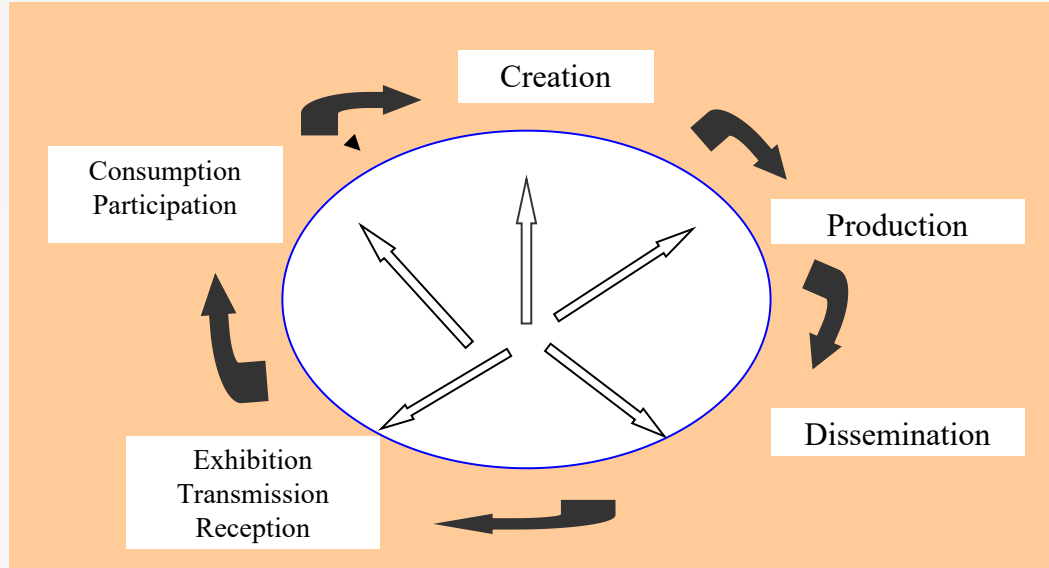 Creation
Consumption
Participation
Production
Dissemination
Exhibition
Transmission
Reception